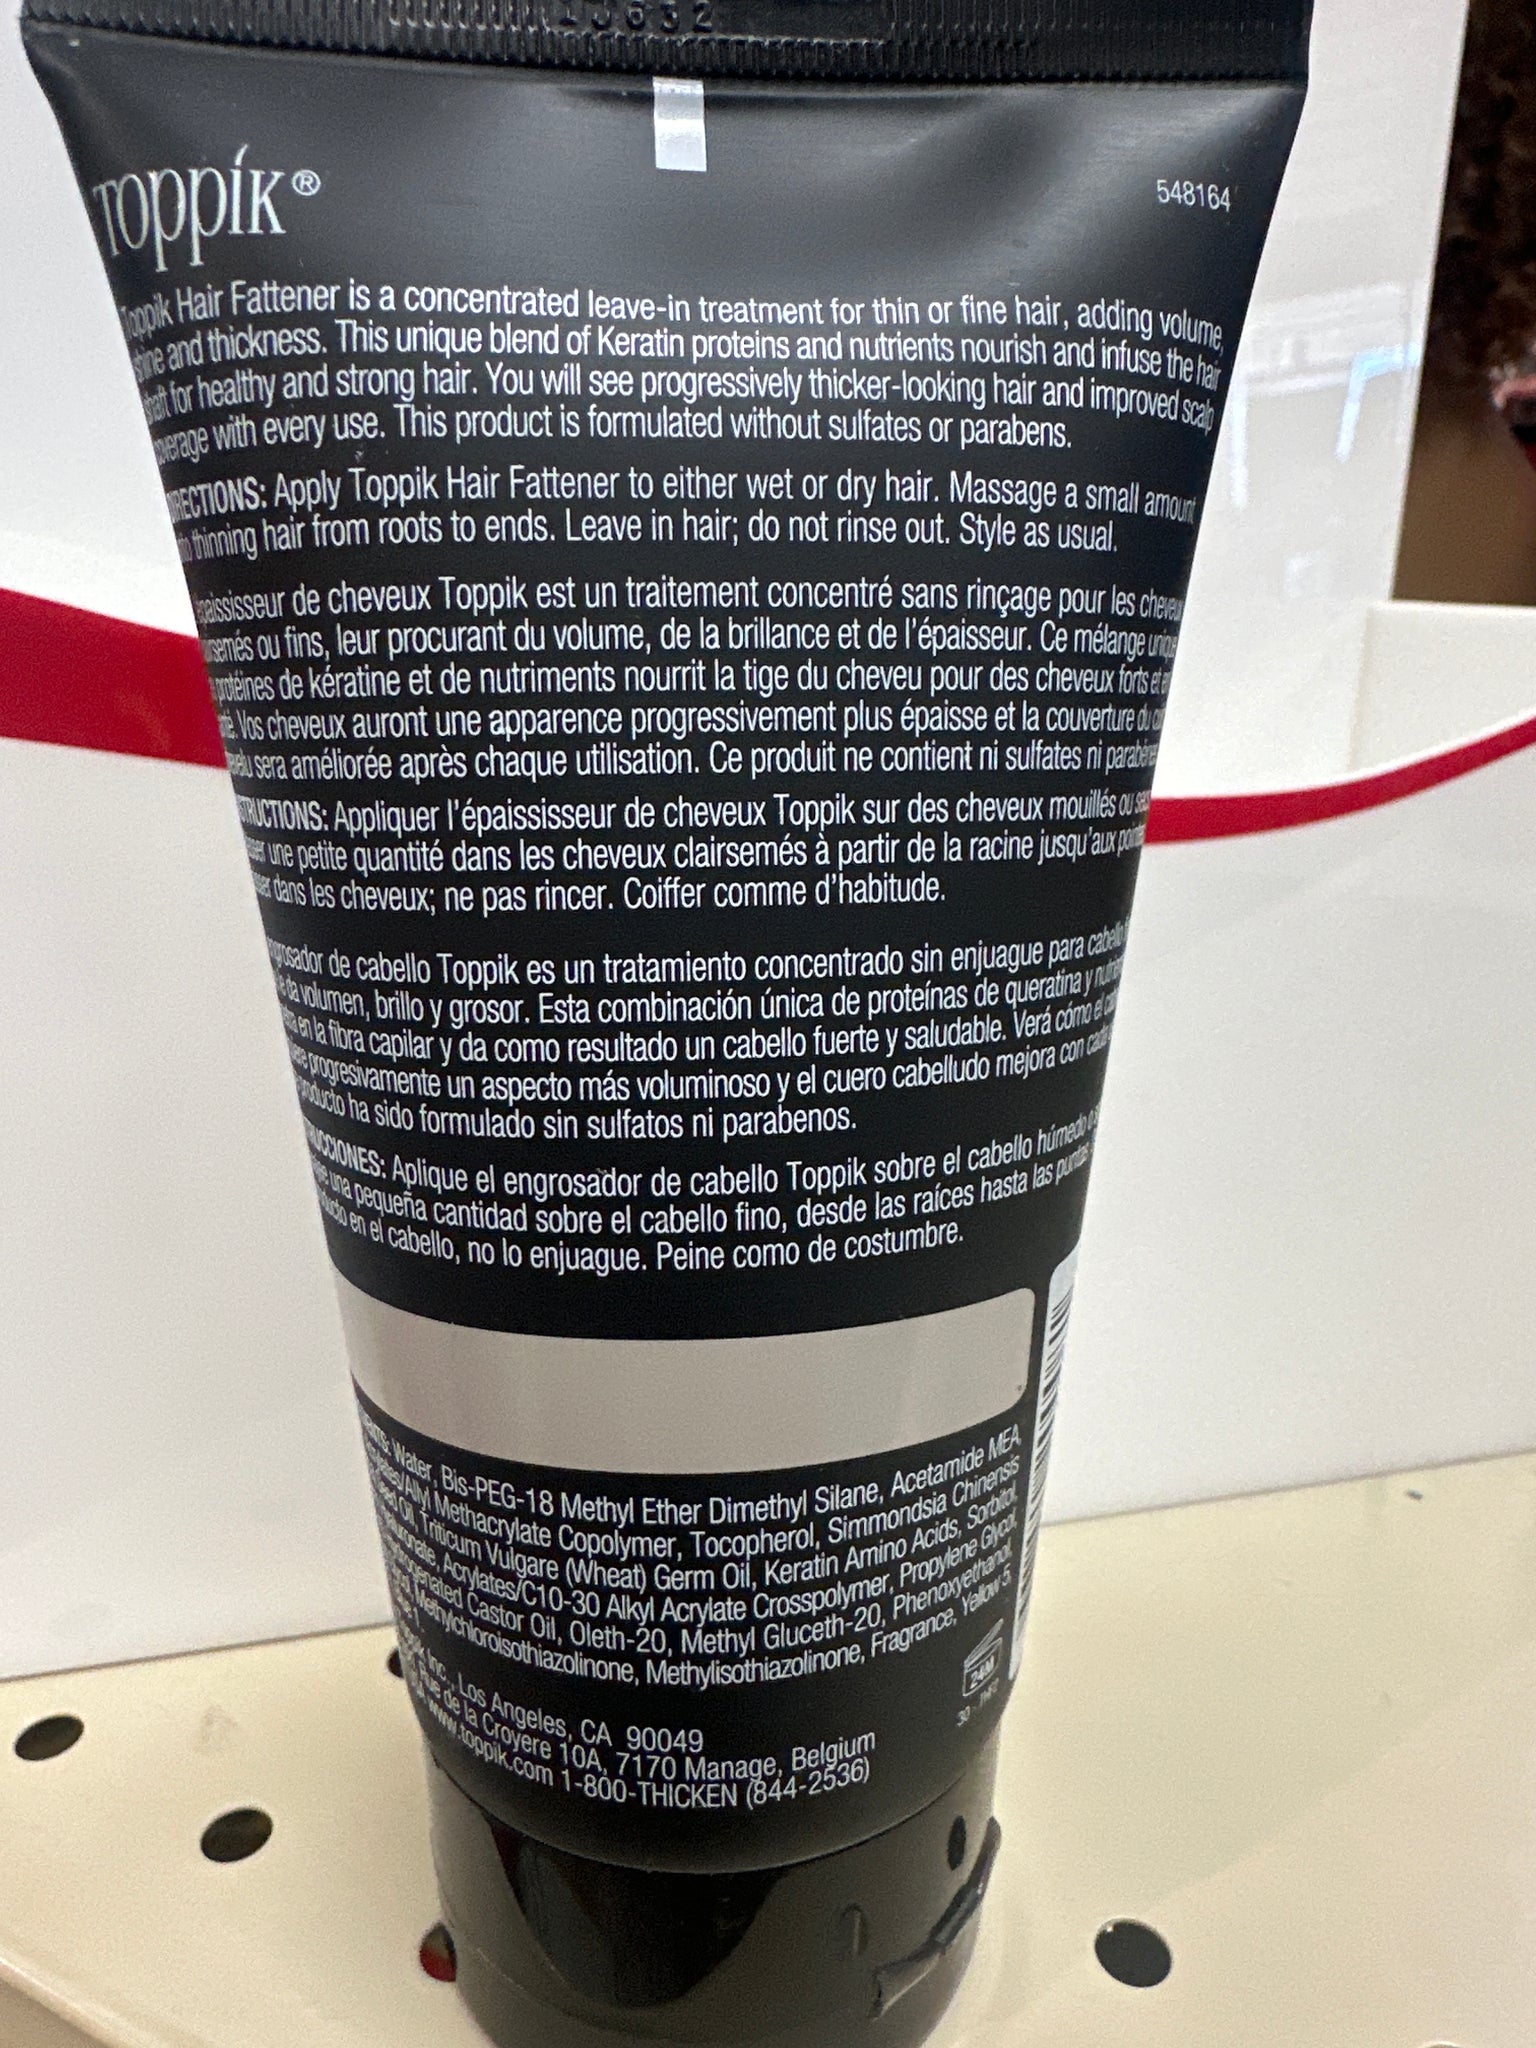 13632
Toppík®
548164
Toppik Hair Fattener is a concentrated leave-in treatment for thin or fine hair, adding volume,
shine and thickness. This unique blend of Keratin proteins and nutrients nourish and infuse the hair
shaft for healthy and strong hair. You will see progressively thicker-looking hair and improved scalp
coverage with every use. This product is formulated without sulfates or parabens.
DIRECTIONS: Apply Toppik Hair Fattener to either wet or dry hair. Massage a small amount
into thinning hair from roots to ends. Leave in hair; do not rinse out. Style as usual.
de cheveux Toppik est un traitement concentré sans rinçage pour les
ou fins, leur procurant du volume, de la brillance et de l'épaisseur. Ce mélange
protéines de kératine et de nutriments nourrit la tige du cheveu pour des cheveux forts et
Vos cheveux auront une apparence progressivement plus épaisse et la couverture du
sera améliorée après chaque utilisation. Ce produit ne contient ni sulfates ni
Appliquer l'épaississeur de cheveux Toppik sur des cheveux mouillés ou
une petite quantité dans les cheveux clairsemés à partir de la racine jusqu'aux
dans les cheveux; ne pas rincer. Coiffer comme d'habitude.
de cabello Toppik es un tratamiento concentrado sin enjuague para
da volumen, brillo y grosor. Esta combinación única de proteínas de queratina y
en la fibra capilar y da como resultado un cabello fuerte y saludable. Verá cómo el
progresivamente un aspecto más voluminoso y el cuero cabelludo mejora con
producto ha sido formulado sin sulfatos ni parabenos.
Aplique el engrosador de cabello Toppik sobre el cabello húmedo o
una pequeña cantidad sobre el cabello fino, desde las raíces hasta las puntas
en el cabello, no lo enjuague. Peine como de costumbre.
Water, Bis-PEG-18 Methyl Ether Dimethyl Silane, Acetamide MEA,
Methacrylate Copolymer, Tocopherol, Simmondsia Chinensis
Oil, Triticum Vulgare (Wheat) Germ Oil, Keratin Amino Acids, Sorbitol,
Acrylates/C10-30 Alkyl Acrylate Crosspolymer, Propylene Glycol,
Castor Oil, Oleth-20, Methyl Gluceth-20, Phenoxyethanol,
Methylchloroisothiazolinone, Methylisothiazolinone, Fragrance, Yellow 5,
Inc., Los Angeles, CA 90049
Rue de la Croyere 10A, 7170 Manage, Belgium
www.toppik.com 1-800-THICKEN (844-2536)
24M